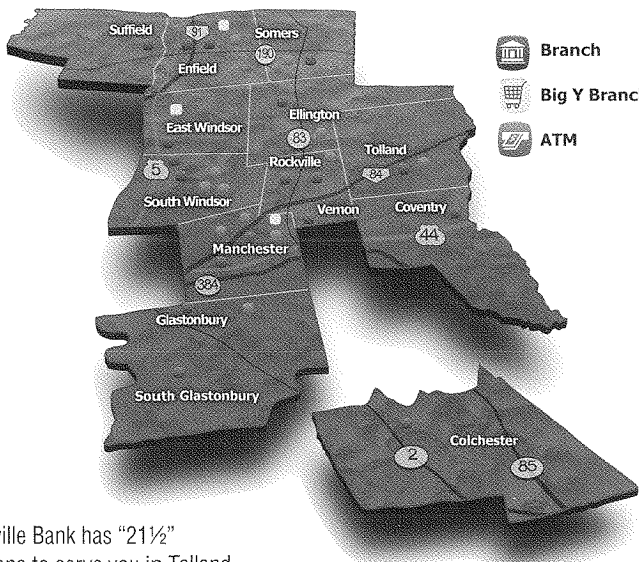 Suffield
91
Somers
190
Enfield
Branch
Big Y Branc
ATM
East Windsor
Ellington
83
Rockville
Tolland
5
84
South Windsor
Vernon
Coventry
44
Manchester
384
Glastonbury
South Glastonbury
Colchester
2
85
ville Bank has “21½”
to serve you in Tolland